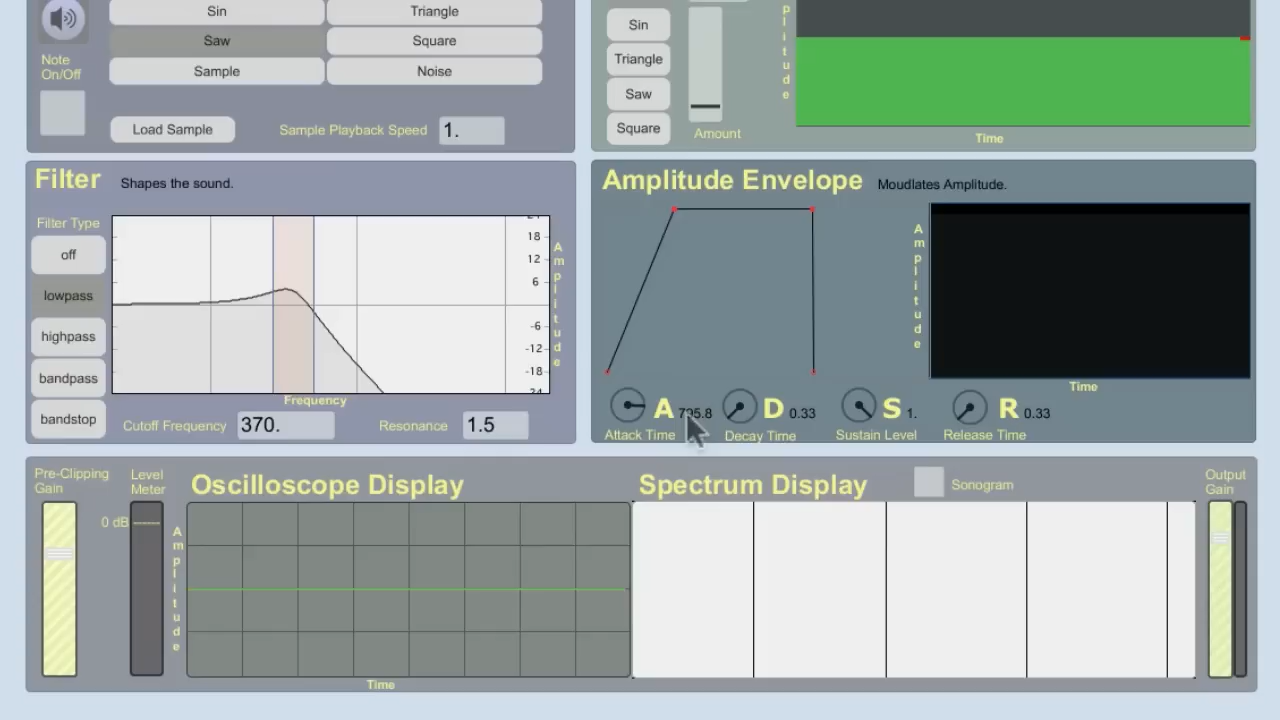 Sin
Triangle
Saw
Square
Sample
Noise
Note
On/Off
Load Sample
Sample Playback Speed
1.
Sin
Triangle
Saw
Square
Amount
plitude
Time
Filter
Shapes the sound.
Filter Type
off
lowpass
highpass
bandpass
bandstop
18
12
6
-6
-12
-18
Amplitude
Frequency
Cutoff Frequency
370.
Resonance
1.5
Amplitude Envelope
Moudlates Amplitude.
Amplitude
Time
A
D
0.33
S
1.
R
0.33
Attack Time
Decay Time
Sustain Level
Release Time
Pre-Clipping
Gain
Level
Meter
0 dB
Oscilloscope Display
Amplitude
Time
Spectrum Display
Sonogram
Output
Gain